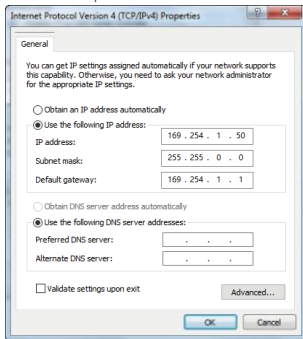 Internet Protocol Version 4 (TCP/IPv4) Properties
General
You can get IP settings assigned automatically if your network supports
this capability. Otherwise, you need to ask your network administrator
for the appropriate IP settings.
Obtain an IP address automatically
Use the following IP address:
IP address: 169 . 254 . 1 . 50
Subnet mask: 255 . 255 . 0 . 0
Default gateway: 169 . 254 . 1 . 1
Obtain DNS server address automatically
Use the following DNS server addresses:
Preferred DNS server: . . .
Alternate DNS server: . . .
Validate settings upon exit
Advanced...
OK Cancel